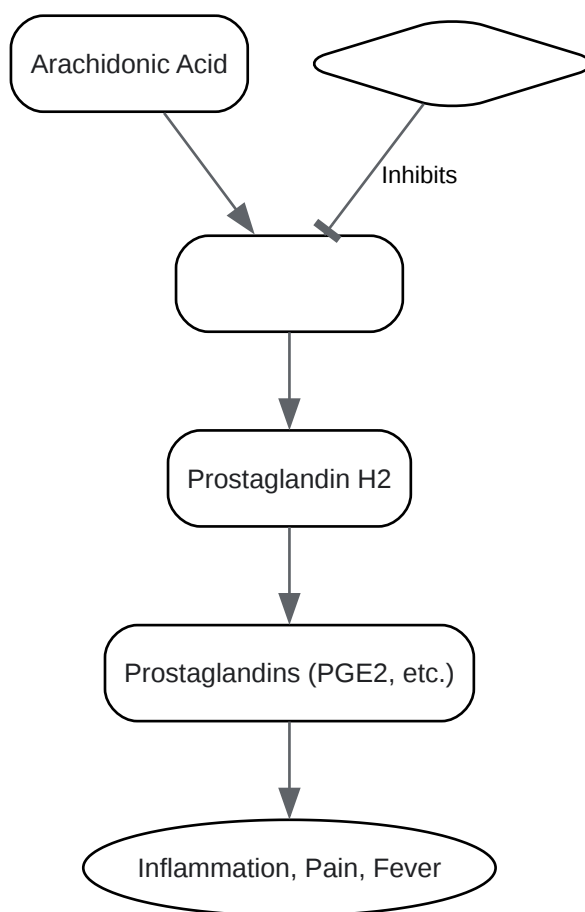 Arachidonic Acid
Inhibits
Prostaglandin H2
Prostaglandins (PGE2, etc.)
Inflammation, Pain, Fever